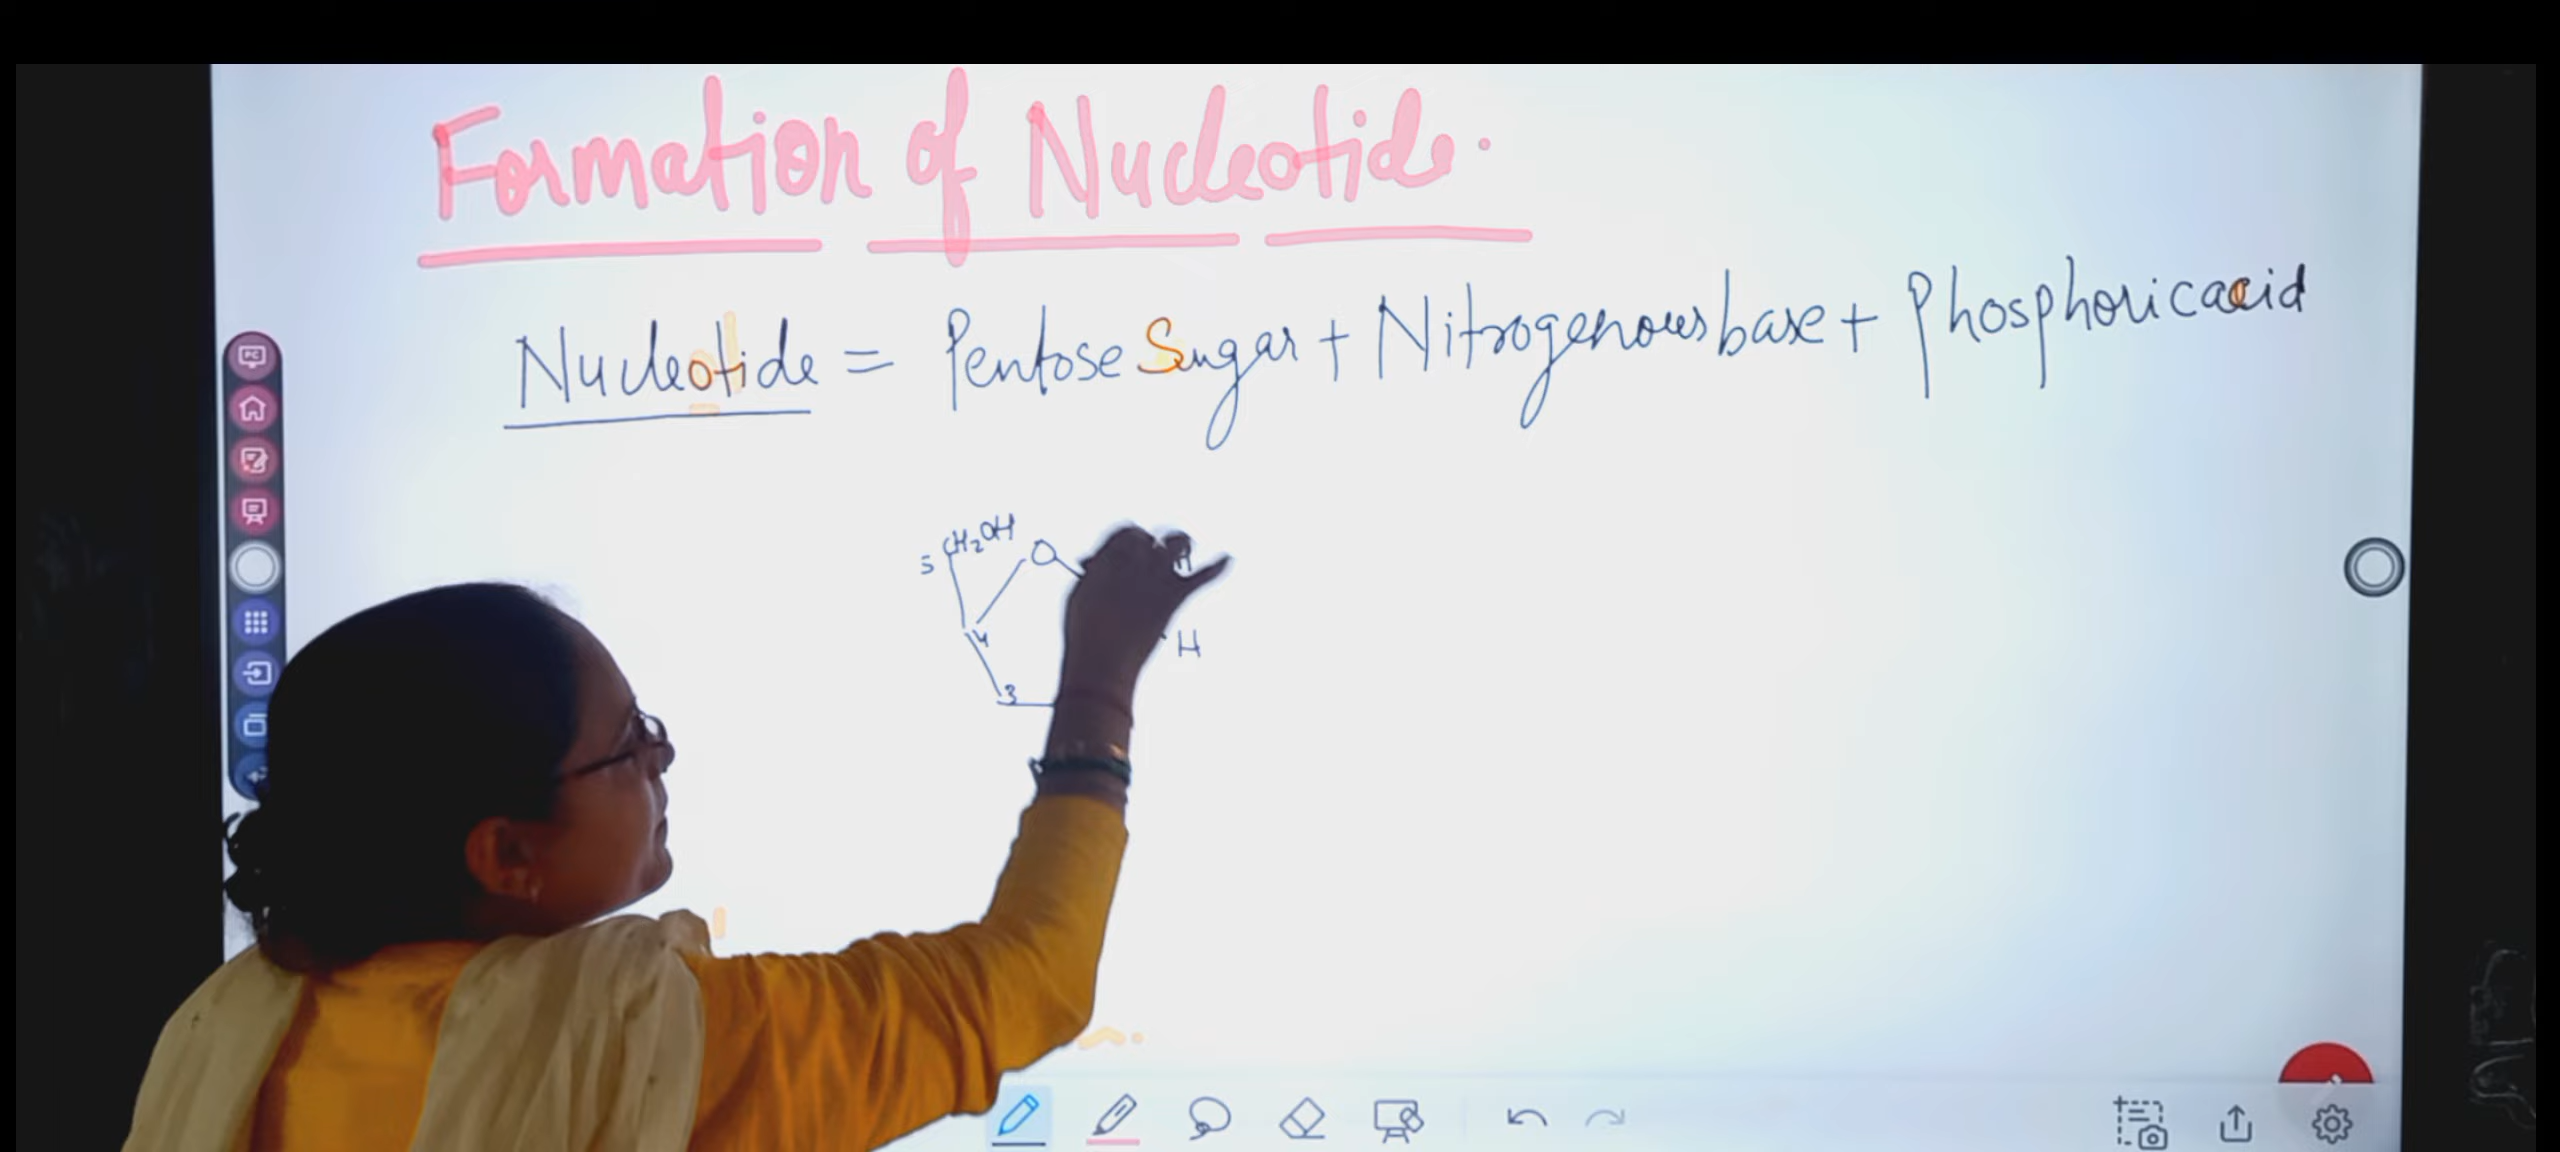 Formation of Nucleotide.
Nucleotide = Pentose Sugar + Nitrogenous base + Phosphoric acid
5 CH2OH O
4 H
3